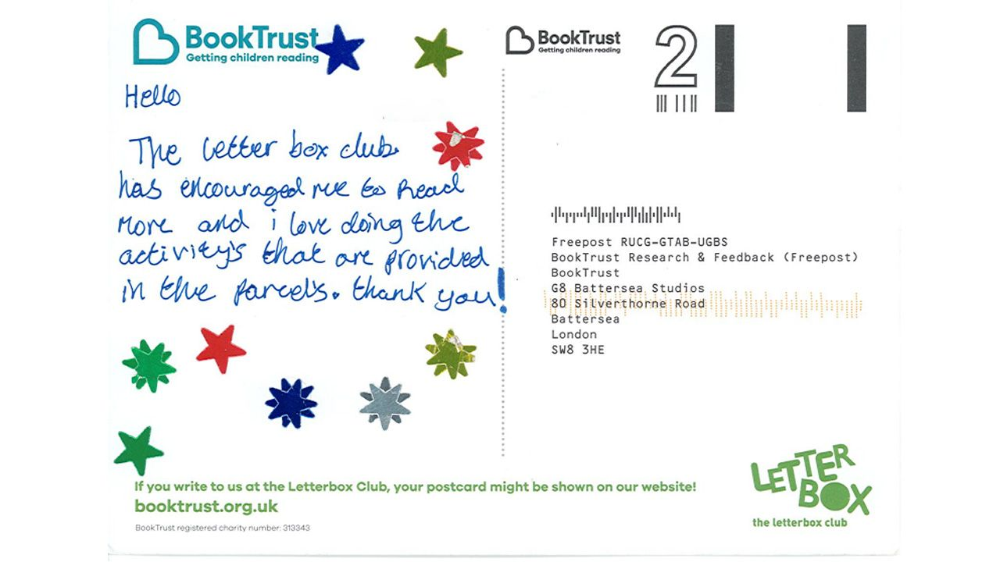 BookTrust
Getting children reading
Hello
The letter box club
has encouraged me to Read
more and i love doing the
activity's that are provided
in the parcels. thank you!
If you write to us at the Letterbox Club, your postcard might be shown on our website!
booktrust.org.uk
BookTrust registered charity number: 313343
BookTrust
Getting children reading
2
Freepost RUCG-GTAB-UGBS
BookTrust Research & Feedback (Freepost)
BookTrust
G8 Battersea Studios
80 Silverthorne Road
Battersea
London
SW8 3HE
LETTER
BOX
the letterbox club